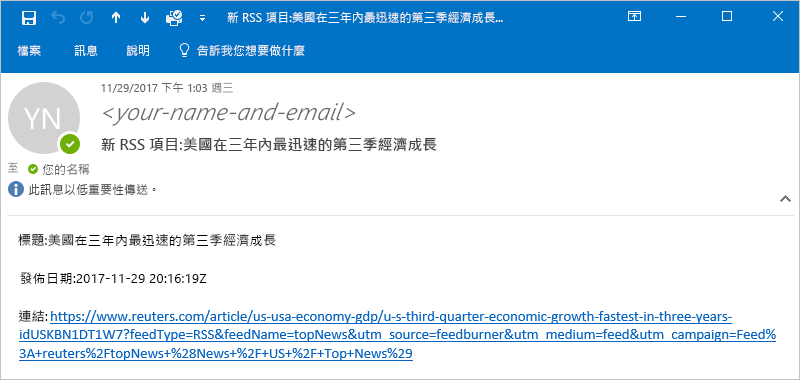 新 RSS 項目:美國在三年內最迅速的第三季經濟成長...
檔案 訊息 說明 告訴我您想要做什麼
11/29/2017 下午 1:03 週三
YN
<your-name-and-email>
新 RSS 項目:美國在三年內最迅速的第三季經濟成長
至 您的名稱
此訊息以低重要性傳送。
標題:美國在三年內最迅速的第三季經濟成長
發佈日期:2017-11-29 20:16:19Z
連結: https://www.reuters.com/article/us-usa-economy-gdp/u-s-third-quarter-economic-growth-fastest-in-three-years-
idUSKBN1DT1W7?feedType=RSS&feedName=topNews&utm_source=feedburner&utm_medium=feed&utm_campaign=Feed%
3A+reuters%2FtopNews+%28News+%2F+US+%2F+Top+News%29